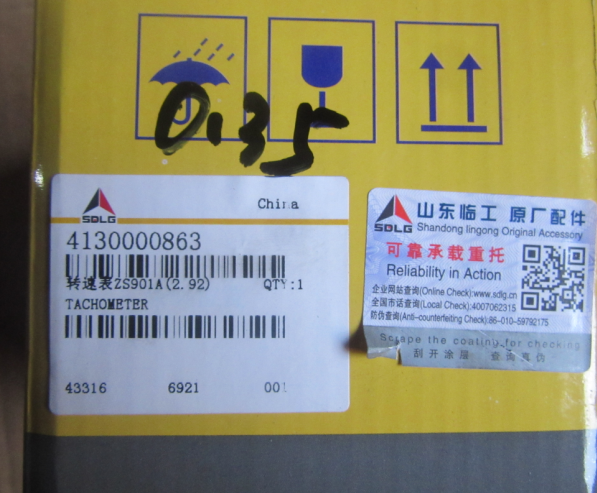 0.35
SDLG
China
4130000863
转速表ZS901A(2.92) QTY:1
TACHOMETER
43316 6921 001
SDLG
山东临工 原厂配件
Shandong lingong Original Accessory
可靠承载重托
Reliability in Action
企业网站查询(Online Check):www.sdlg.cn
全国市话查询(Local Check):4007062315
防伪查询(Anti-counterfeiting Check):86-010-59792175
Scrape the coating for checking
刮开涂层 查询真伪